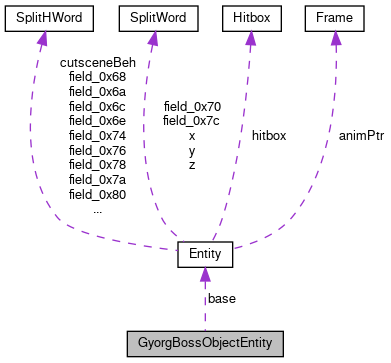 SplitHWord
SplitWord
Hitbox
Frame
cutsceneBeh
field_0x68
field_0x6a
field_0x6c
field_0x6e
field_0x74
field_0x76
field_0x78
field_0x7a
field_0x80
...
field_0x70
field_0x7c
x
y
z
hitbox
animPtr
Entity
base
GyorgBossObjectEntity